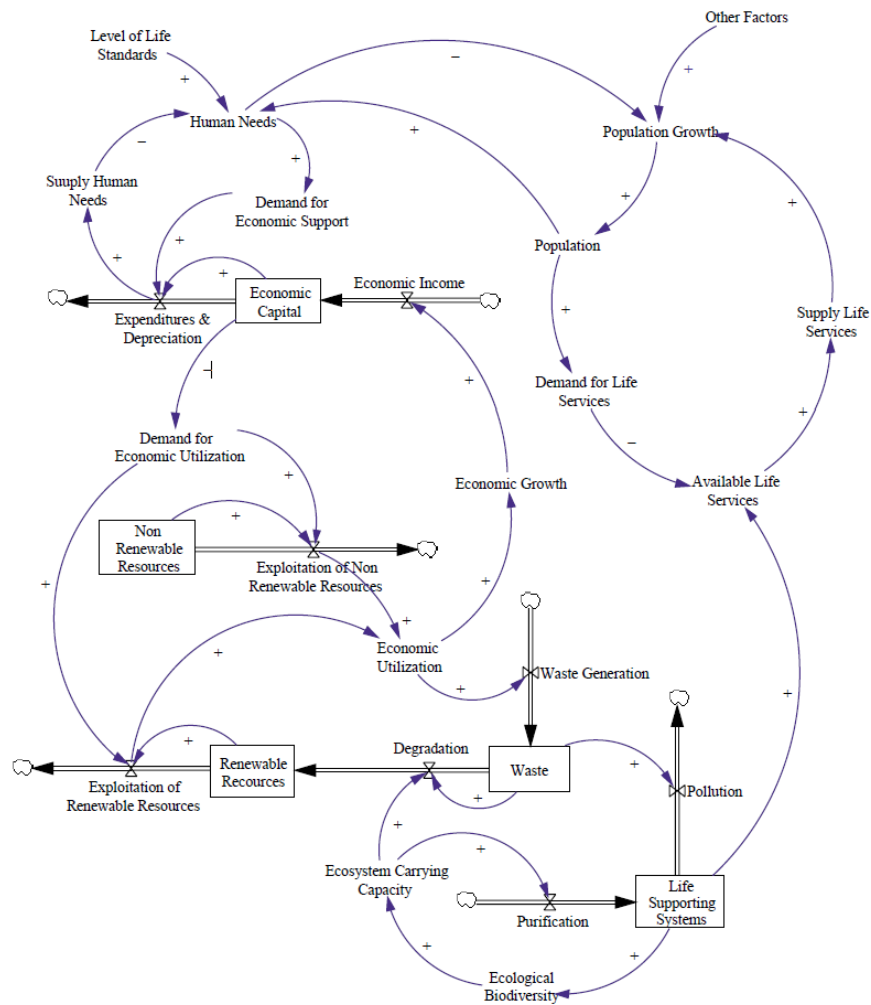 Other Factors
Level of Life
Standards
+
−
+
Human Needs
Population Growth
−
+
+
+
+
Suuply Human
Needs
Demand for
Economic Support
+
+
+
+
Population
Economic
Capital
Economic Income
Expenditures &
Depreciation
+
Supply Life
Services
-|
+
Demand for Life
Services
+
Demand for
Economic Utilization
+
−
Economic Growth
Available Life
Services
Non
Renewable
Resources
+
+
Exploitation of Non
Renewable Resources
+
+
+
Economic
Utilization
Waste Generation
+
+
+
Degradation
Renewable
Recources
Waste
+
+
Exploitation of
Renewable Resources
Pollution
+
+
+
Ecosystem Carrying
Capacity
Life
Supporting
Systems
Purification
+
+
Ecological
Biodiversity